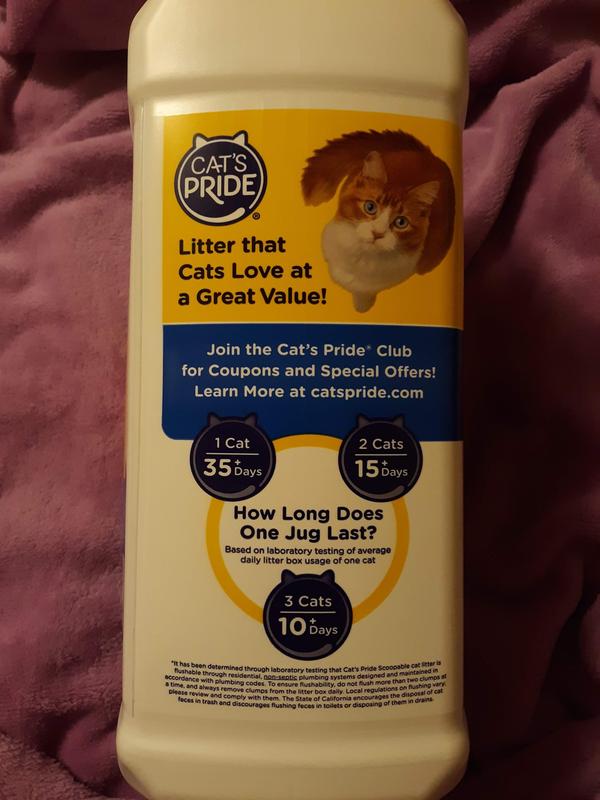 CAT'S
PRIDE®
Litter that
Cats Love at
a Great Value!
Join the Cat's Pride® Club
for Coupons and Special Offers!
Learn More at catspride.com
1 Cat
35+ Days
2 Cats
15+ Days
How Long Does
One Jug Last?
Based on laboratory testing of average
daily litter box usage of one cat
3 Cats
10+ Days
*It has been determined through laboratory testing that Cat's Pride Scoopable cat litter is
flushable through residential, non-septic plumbing systems designed and maintained in
accordance with plumbing codes. To ensure flushability, do not flush more than two clumps at
a time, and always remove clumps from the litter box daily. Local regulations on flushing vary;
please review and comply with them. The State of California encourages the disposal of cat
feces in trash and discourages flushing feces in toilets or disposing of them in drains.